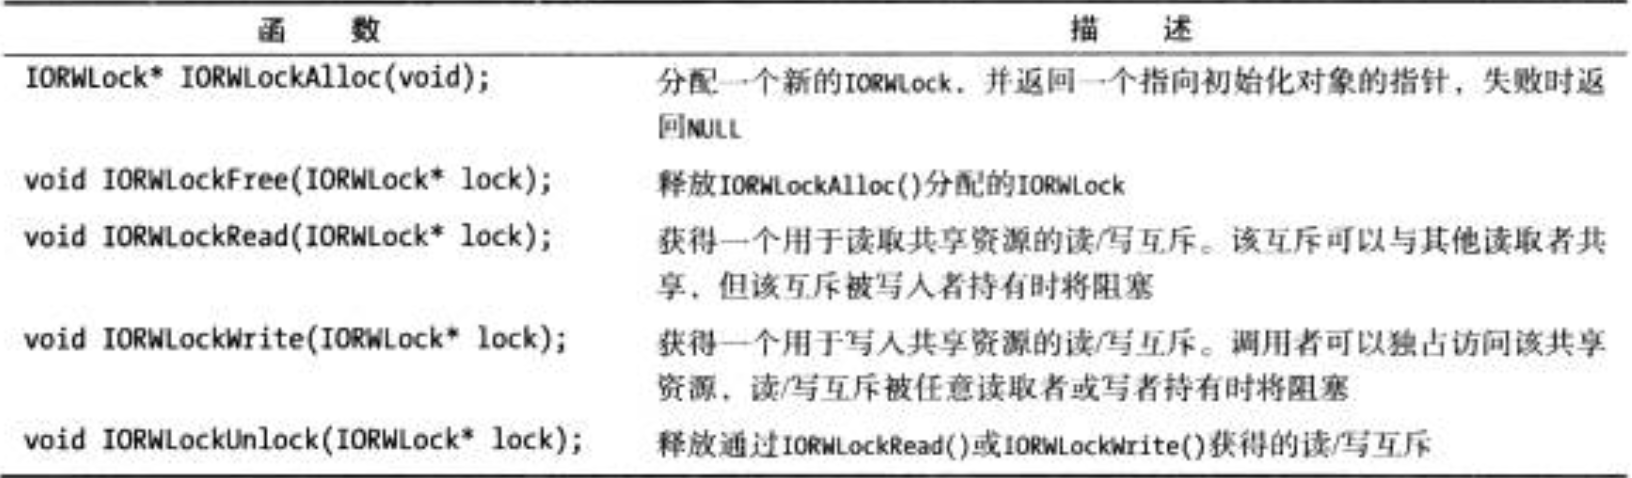 函 数 描 述
IORWLock* IORWLockAlloc(void); 分配一个新的IORWLock，并返回一个指向初始化对象的指针，失败时返
回NULL
void IORWLockFree(IORWLock* lock); 释放IORWLockAlloc()分配的IORWLock
void IORWLockRead(IORWLock* lock); 获得一个用于读取共享资源的读/写互斥。该互斥可以与其他读取者共
享，但该互斥被写入者持有时将阻塞
void IORWLockWrite(IORWLock* lock); 获得一个用于写入共享资源的读/写互斥。调用者可以独占访问该共享
资源，读/写互斥被任意读取者或写者持有时将阻塞
void IORWLockUnlock(IORWLock* lock); 释放通过IORWLockRead()或IORWLockWrite()获得的读/写互斥